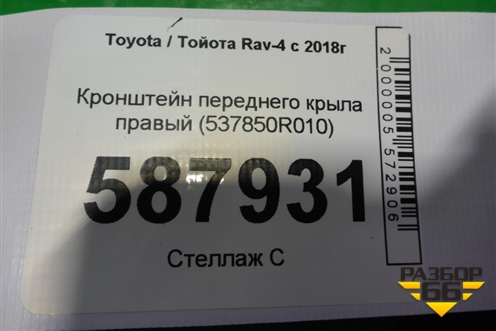 Toyota / Тойота Rav-4 с 2018г
Кронштейн переднего крыла
правый (537850R010)
587931
Стеллаж С
2000005572906
РАЗБОР
66